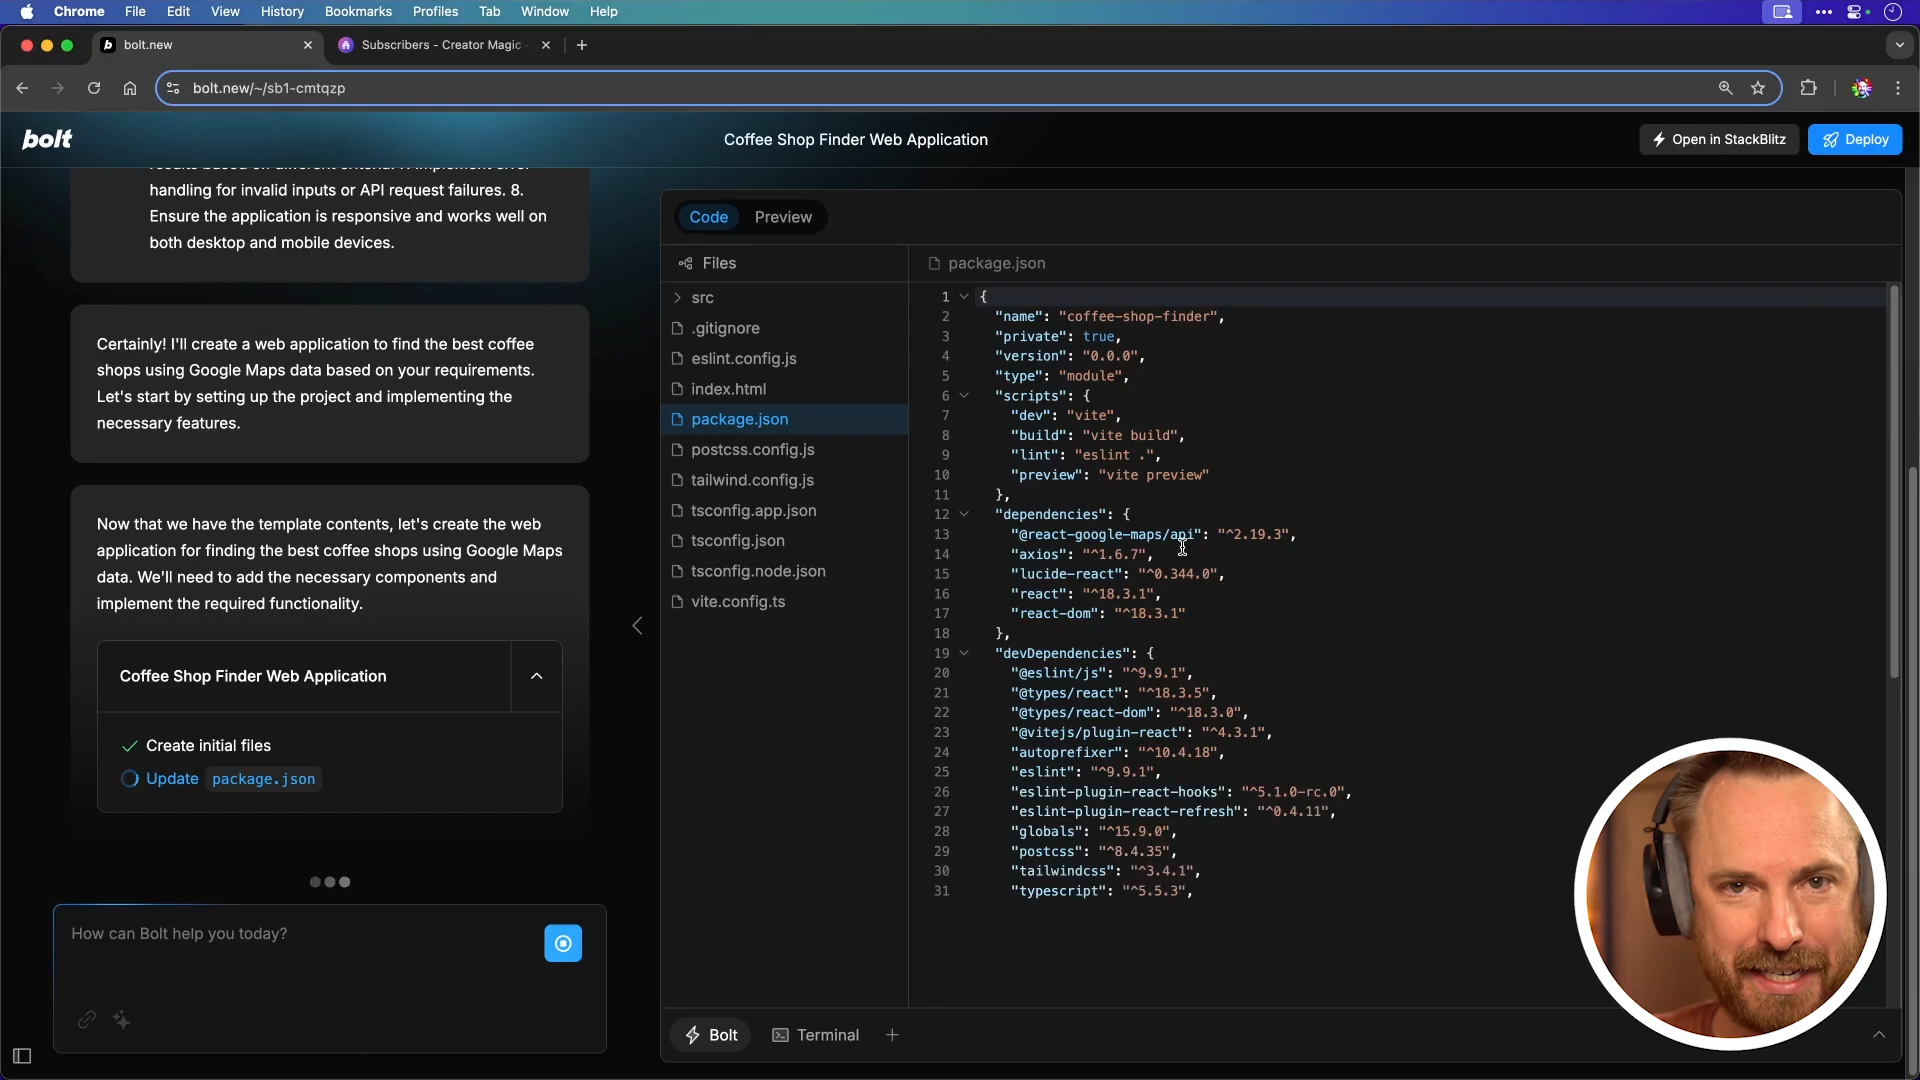 Chrome File Edit View History Bookmarks Profiles Tab Window Help
bolt.new
Subscribers - Creator Magic
bolt.new/~/sb1-cmtqzp
bolt
Coffee Shop Finder Web Application
Open in StackBlitz
Deploy
handling for invalid inputs or API request failures. 8.
Ensure the application is responsive and works well on
both desktop and mobile devices.
Certainly! I'll create a web application to find the best coffee
shops using Google Maps data based on your requirements.
Let's start by setting up the project and implementing the
necessary features.
Now that we have the template contents, let's create the web
application for finding the best coffee shops using Google Maps
data. We'll need to add the necessary components and
implement the required functionality.
Coffee Shop Finder Web Application
Create initial files
Update package.json
How can Bolt help you today?
Code Preview
Files
src
.gitignore
eslint.config.js
index.html
package.json
postcss.config.js
tailwind.config.js
tsconfig.app.json
tsconfig.json
tsconfig.node.json
vite.config.ts
package.json
1 {
2 "name": "coffee-shop-finder",
3 "private": true,
4 "version": "0.0.0",
5 "type": "module",
6 "scripts": {
7 "dev": "vite",
8 "build": "vite build",
9 "lint": "eslint .",
10 "preview": "vite preview"
11 },
12 "dependencies": {
13 "@react-google-maps/api": "^2.19.3",
14 "axios": "^1.6.7",
15 "lucide-react": "^0.344.0",
16 "react": "^18.3.1",
17 "react-dom": "^18.3.1"
18 },
19 "devDependencies": {
20 "@eslint/js": "^9.9.1",
21 "@types/react": "^18.3.5",
22 "@types/react-dom": "^18.3.0",
23 "@vitejs/plugin-react": "^4.3.1",
24 "autoprefixer": "^10.4.18",
25 "eslint": "^9.9.1",
26 "eslint-plugin-react-hooks": "^5.1.0-rc.0",
27 "eslint-plugin-react-refresh": "^0.4.11",
28 "globals": "^15.9.0",
29 "postcss": "^8.4.35",
30 "tailwindcss": "^3.4.1",
31 "typescript": "^5.5.3",
Bolt
Terminal